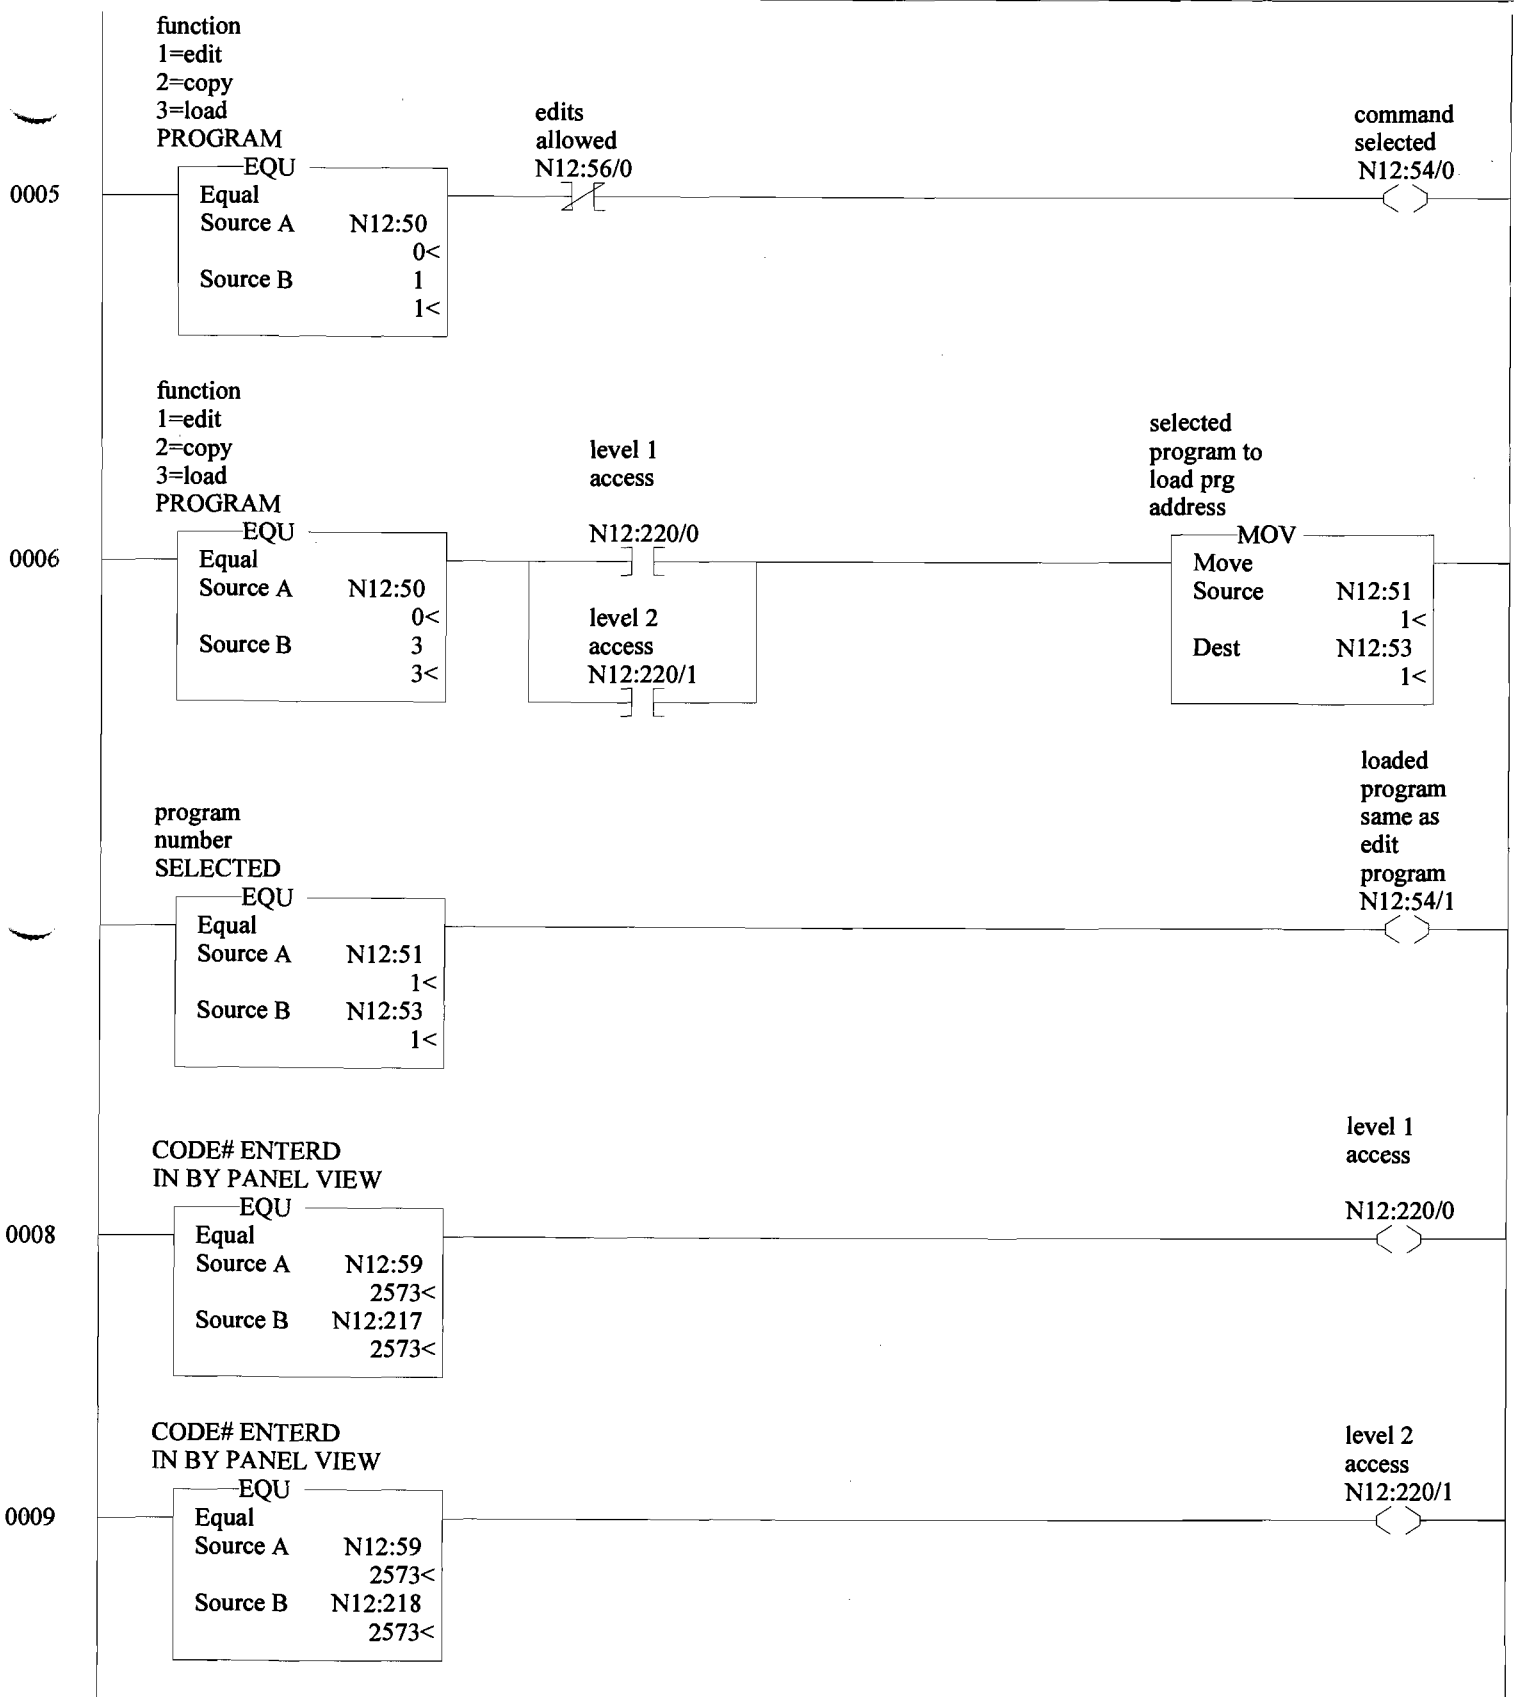 function
1=edit
2=copy
3=load
PROGRAM
edits
allowed
N12:56/0
command
selected
N12:54/0
0005
EQU
Equal
Source A N12:50
0<
Source B 1
1<
function
1=edit
2=copy
3=load
PROGRAM
level 1
access
N12:220/0
level 2
access
N12:220/1
selected
program to
load prg
address
0006
EQU
Equal
Source A N12:50
0<
Source B 3
3<
MOV
Move
Source N12:51
1<
Dest N12:53
1<
program
number
SELECTED
loaded
program
same as
edit
program
N12:54/1
EQU
Equal
Source A N12:51
1<
Source B N12:53
1<
CODE# ENTERD
IN BY PANEL VIEW
level 1
access
N12:220/0
0008
EQU
Equal
Source A N12:59
2573<
Source B N12:217
2573<
CODE# ENTERD
IN BY PANEL VIEW
level 2
access
N12:220/1
0009
EQU
Equal
Source A N12:59
2573<
Source B N12:218
2573<